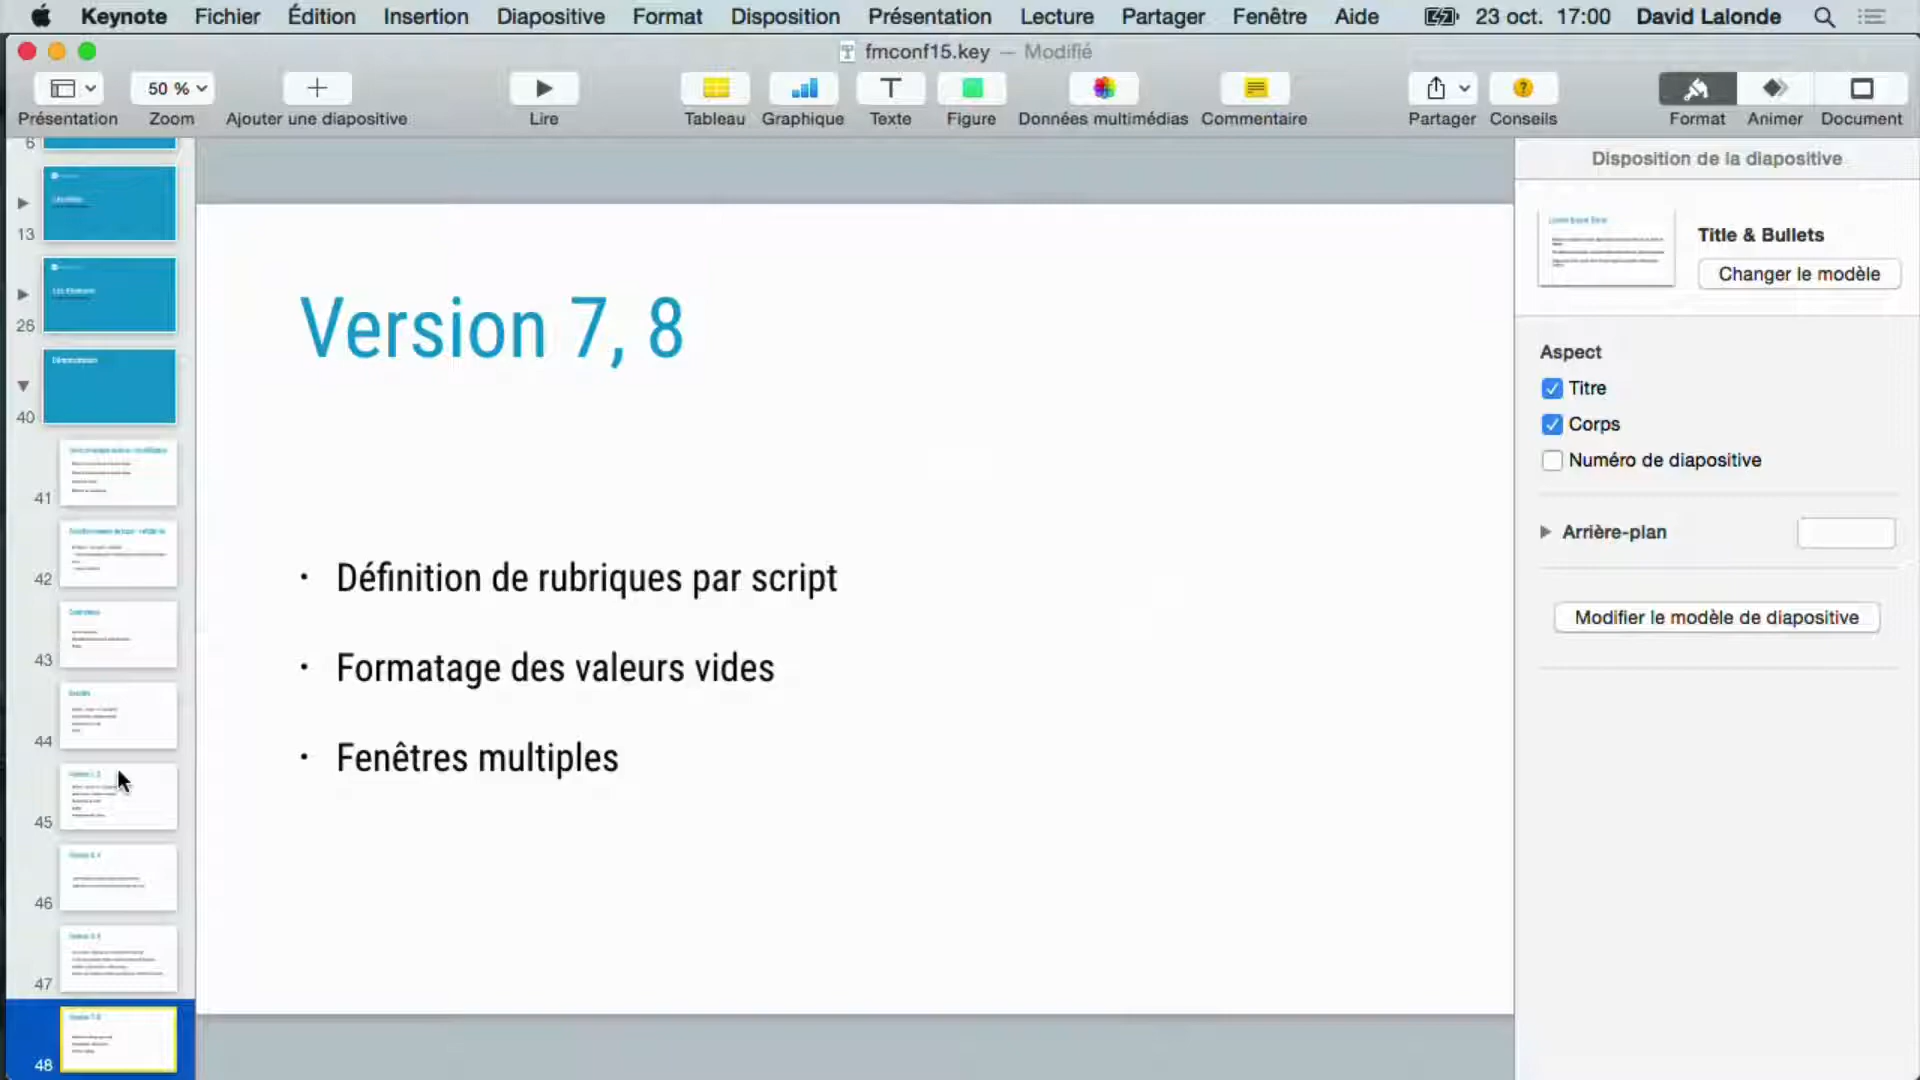 Keynote Fichier Édition Insertion Diapositive Format Disposition Présentation Lecture Partager Fenêtre Aide 23 oct. 17:00 David Lalonde
fmconf15.key — Modifié
50 %
Présentation Zoom Ajouter une diapositive Lire Tableau Graphique Texte Figure Données multimédias Commentaire Partager Conseils Format Animer Document
6
13
26
40
41
42
43
44
45
46
47
48
Version 7, 8
• Définition de rubriques par script
• Formatage des valeurs vides
• Fenêtres multiples
Disposition de la diapositive
Title & Bullets
Changer le modèle
Aspect
Titre
Corps
Numéro de diapositive
Arrière-plan
Modifier le modèle de diapositive